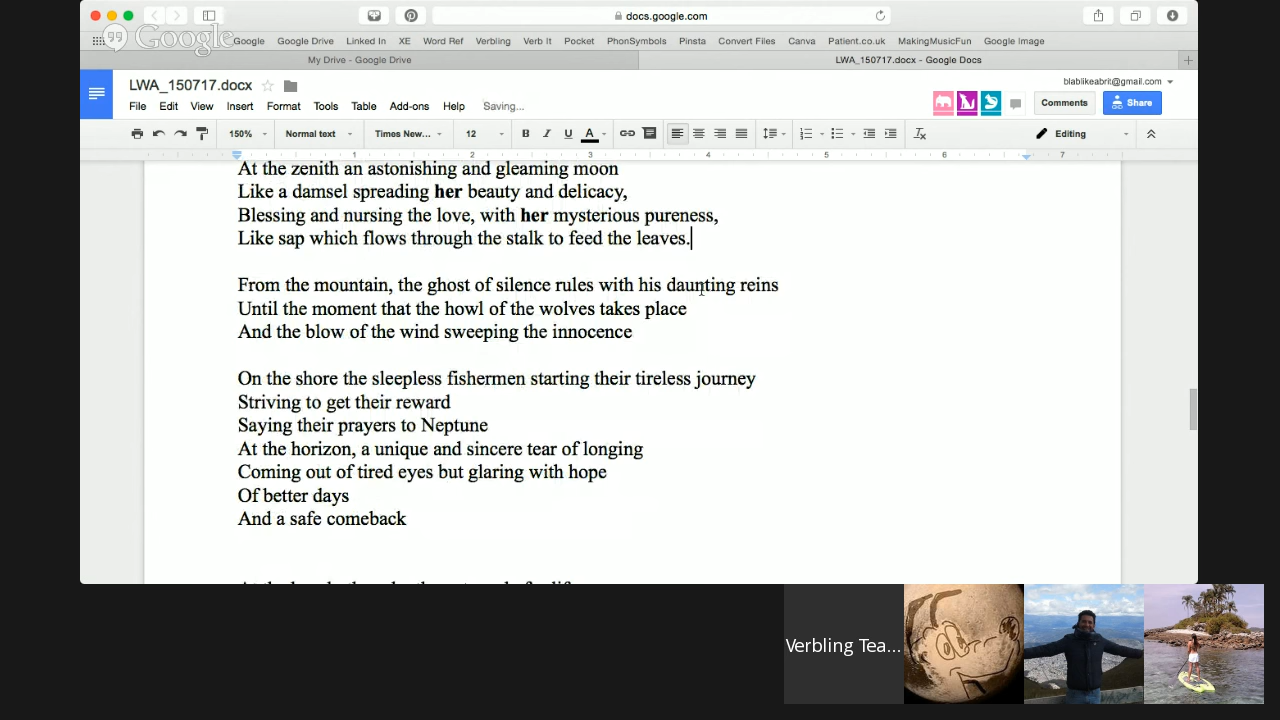 docs.google.com
Google
Google Google Drive Linked In XE Word Ref Verbling Verb It Pocket PhonSymbols Pinsta Convert Files Canva Patient.co.uk MakingMusicFun Google Image
My Drive - Google Drive LWA_150717.docx - Google Docs
LWA_150717.docx
blablikeabrit@gmail.com
File Edit View Insert Format Tools Table Add-ons Help Saving...
Comments Share
150% Normal text Times New... 12 B I U A Editing
1 2 3 4 5 6 7
At the zenith an astonishing and gleaming moon
Like a damsel spreading her beauty and delicacy,
Blessing and nursing the love, with her mysterious pureness,
Like sap which flows through the stalk to feed the leaves.
From the mountain, the ghost of silence rules with his daunting reins
Until the moment that the howl of the wolves takes place
And the blow of the wind sweeping the innocence
On the shore the sleepless fishermen starting their tireless journey
Striving to get their reward
Saying their prayers to Neptune
At the horizon, a unique and sincere tear of longing
Coming out of tired eyes but glaring with hope
Of better days
And a safe comeback
Verbling Tea...